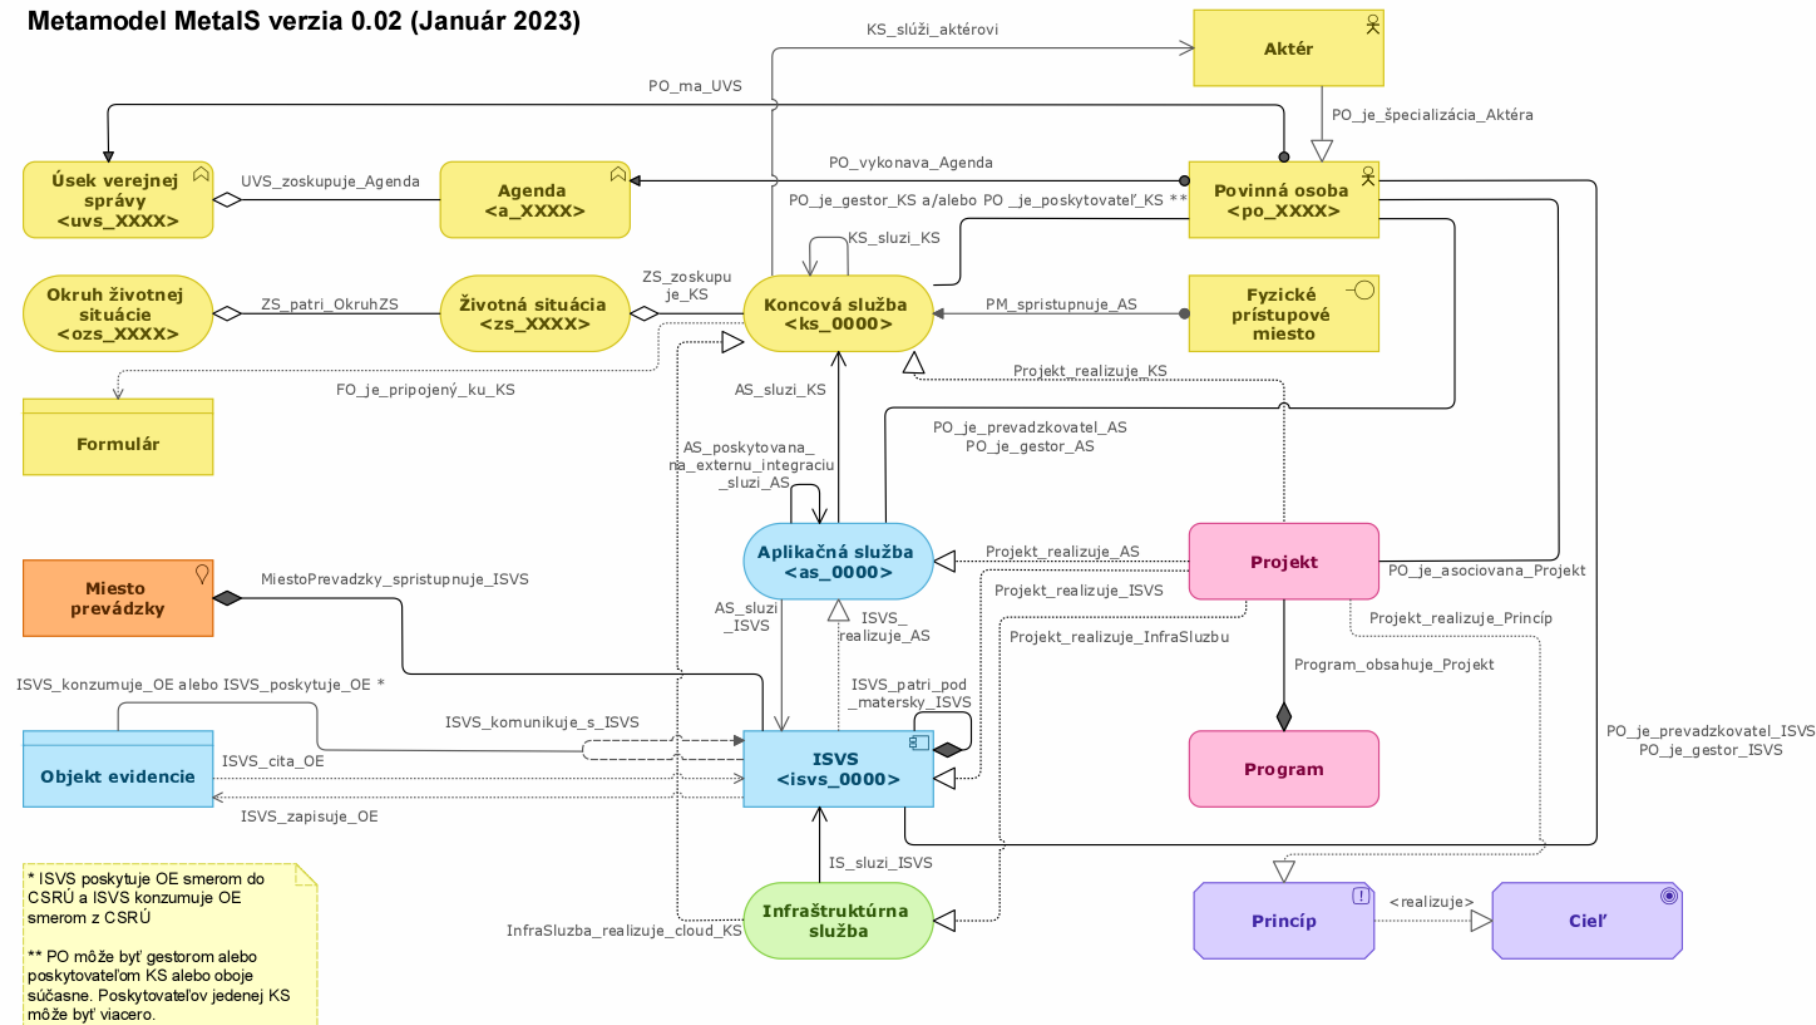 Metamodel MetaIS verzia 0.02 (Január 2023)
KS_slúži_aktérovi
Aktér
PO_ma_UVS
PO_je_špecializácia_Aktéra
Úsek verejnej
správy
<uvs_XXXX>
UVS_zoskupuje_Agenda
Agenda
<a_XXXX>
PO_vykonava_Agenda
PO_je_gestor_KS a/alebo PO _je_poskytovateľ_KS **
Povinná osoba
<po_XXXX>
KS_sluzi_KS
Okruh životnej
situácie
<ozs_XXXX>
ZS_patri_OkruhZS
Životná situácia
<zs_XXXX>
ZS_zoskupu
je_KS
Koncová služba
<ks_0000>
PM_spristupnuje_AS
Fyzické
prístupové
miesto
FO_je_pripojený_ku_KS
AS_sluzi_KS
Projekt_realizuje_KS
Formulár
PO_je_prevadzkovatel_AS
PO_je_gestor_AS
AS_poskytovana_
na_externu_integraciu
_sluzi_AS
Aplikačná služba
<as_0000>
Projekt_realizuje_AS
Projekt
PO_je_asociovana_Projekt
Miesto
prevádzky
MiestoPrevadzky_spristupnuje_ISVS
Projekt_realizuje_ISVS
AS_sluzi
_ISVS
ISVS_
realizuje_AS
Projekt_realizuje_InfraSluzbu
Projekt_realizuje_Princíp
Program_obsahuje_Projekt
ISVS_konzumuje_OE alebo ISVS_poskytuje_OE *
ISVS_patri_pod
_matersky_ISVS
ISVS_komunikuje_s_ISVS
Objekt evidencie
ISVS_cita_OE
ISVS
<isvs_0000>
Program
PO_je_prevadzkovatel_ISVS
PO_je_gestor_ISVS
ISVS_zapisuje_OE
IS_sluzi_ISVS
* ISVS poskytuje OE smerom do
CSRÚ a ISVS konzumuje OE
smerom z CSRÚ
** PO môže byť gestorom alebo
poskytovateľom KS alebo oboje
súčasne. Poskytovateľov jedenej KS
môže byť viacero.
InfraSluzba_realizuje_cloud_KS
Infraštruktúrna
služba
Princíp
<realizuje>
Cieľ